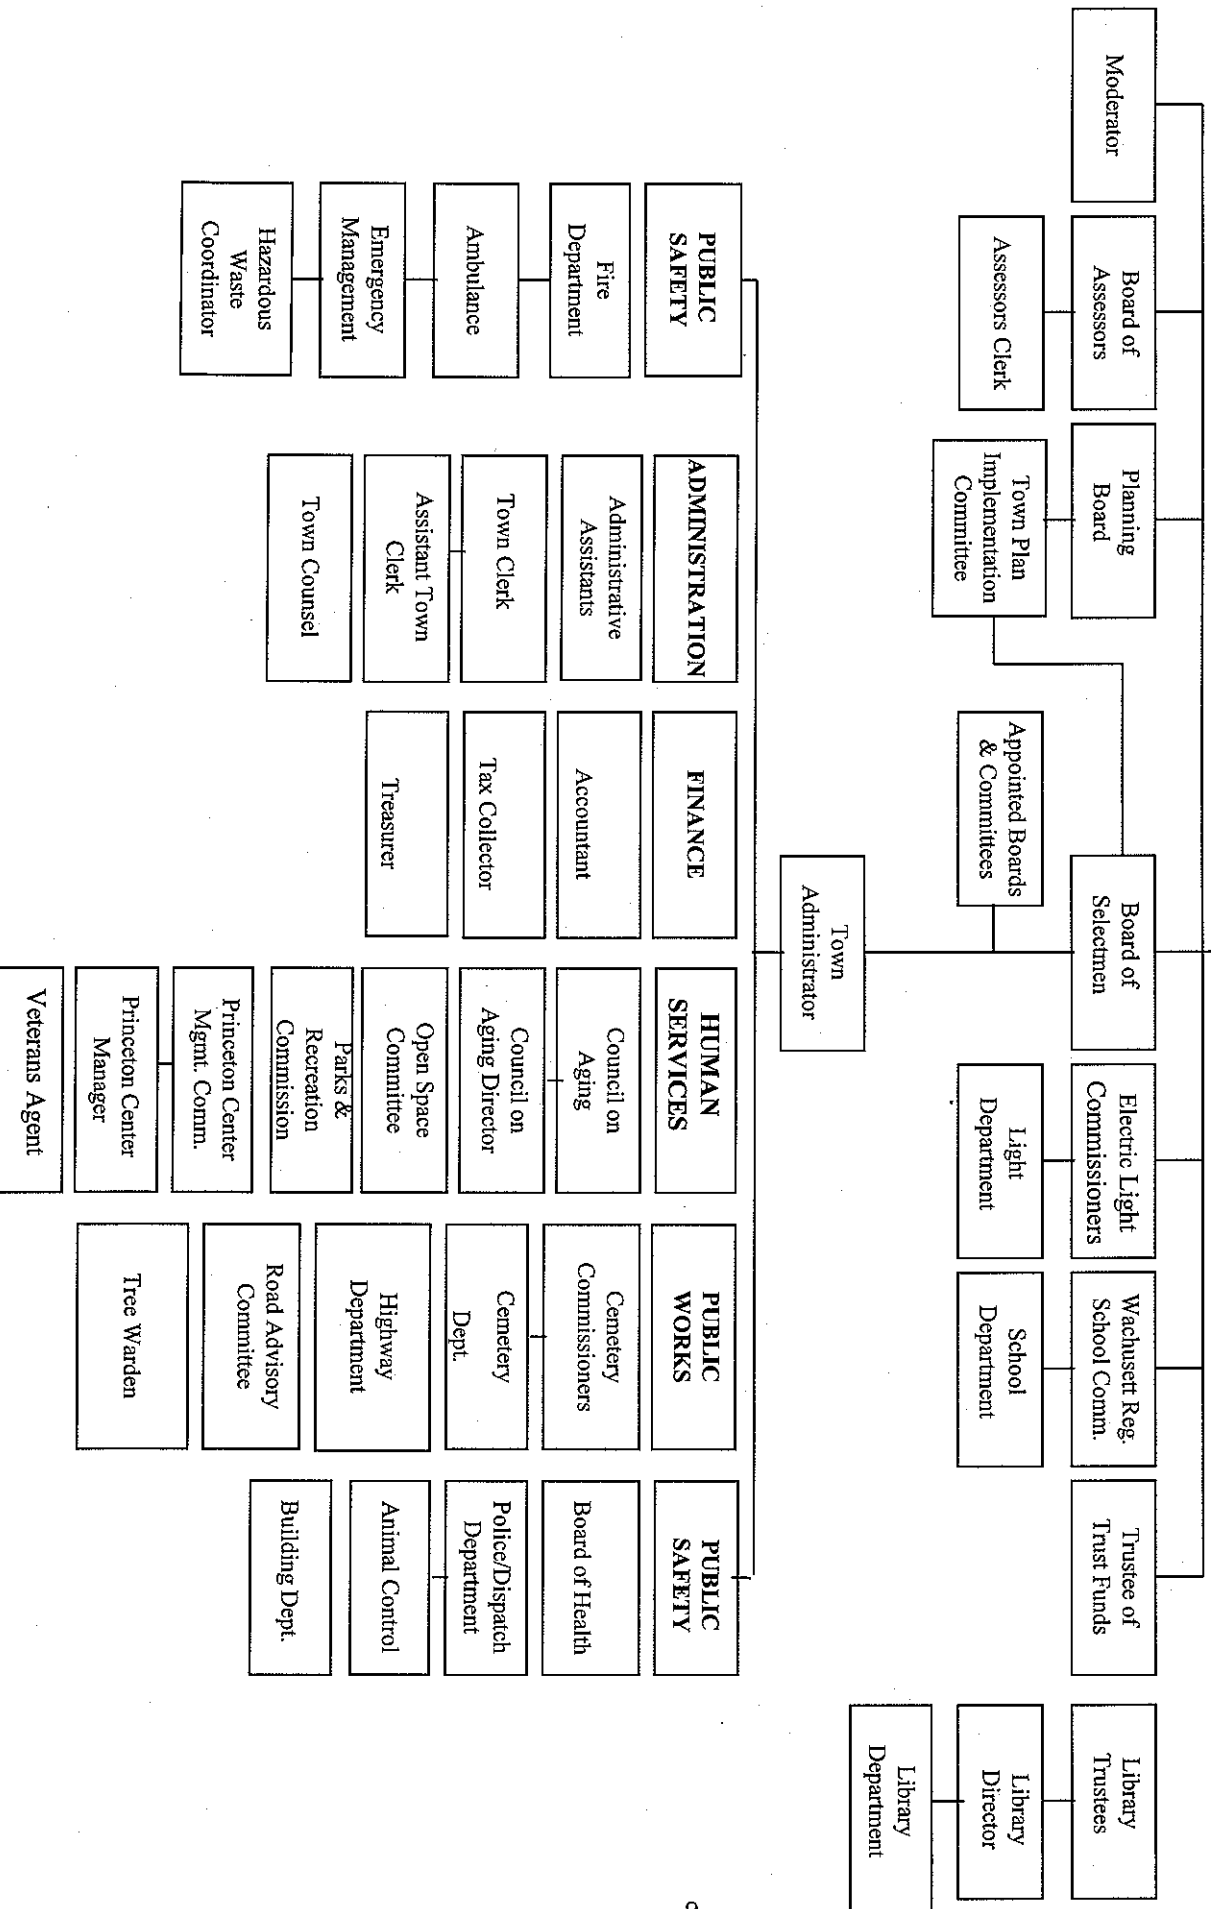 Moderator
Board of
Assessors
Assessors Clerk
Planning
Board
Town Plan
Implementation
Committee
Appointed Boards
& Committees
Board of
Selectmen
Town
Administrator
Electric Light
Commissioners
Light
Department
Wachusett Reg.
School Comm.
School
Department
Trustee of
Trust Funds
Library
Trustees
Library
Director
Library
Department
PUBLIC
SAFETY
Fire
Department
Ambulance
Emergency
Management
Hazardous
Waste
Coordinator
ADMINISTRATION
Administrative
Assistants
Town Clerk
Assistant Town
Clerk
Town Counsel
FINANCE
Accountant
Tax Collector
Treasurer
HUMAN
SERVICES
Council on
Aging
Council on
Aging Director
Open Space
Committee
Parks &
Recreation
Commission
Princeton Center
Mgmt. Comm.
Princeton Center
Manager
Veterans Agent
PUBLIC
WORKS
Cemetery
Commissioners
Cemetery
Dept.
Highway
Department
Road Advisory
Committee
Tree Warden
PUBLIC
SAFETY
Board of Health
Police/Dispatch
Department
Animal Control
Building Dept.